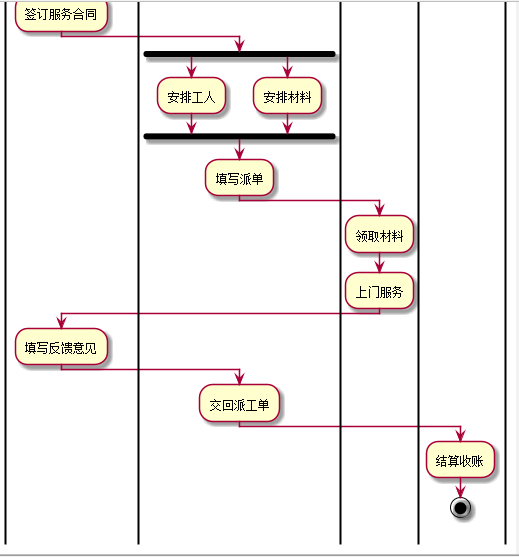 签订服务合同
安排工人
安排材料
填写派单
领取材料
上门服务
填写反馈意见
交回派工单
结算收账